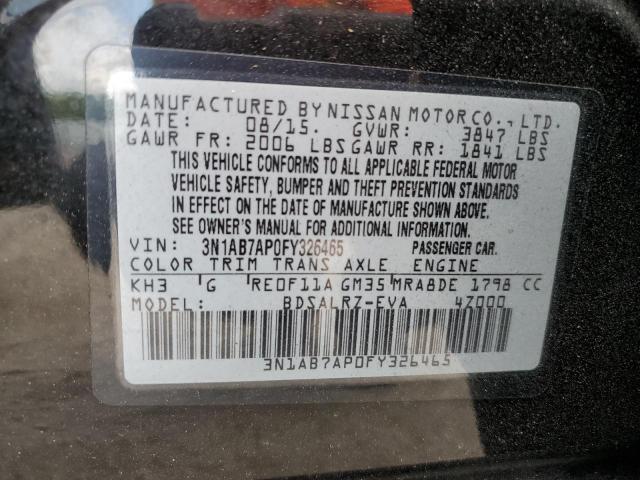 MANUFACTURED BY NISSAN MOTOR CO., LTD.
DATE: 08/15. GVWR: 3847 LBS
GAWR FR: 2006 LBS GAWR RR: 1841 LBS
THIS VEHICLE CONFORMS TO ALL APPLICABLE FEDERAL MOTOR
VEHICLE SAFETY, BUMPER AND THEFT PREVENTION STANDARDS
IN EFFECT ON THE DATE OF MANUFACTURE SHOWN ABOVE.
SEE OWNER'S MANUAL FOR ADDITIONAL INFORMATION.
VIN: 3N1AB7AP0FY326465 PASSENGER CAR.
COLOR TRIM TRANS AXLE ENGINE
KH3 G RE0F11A GM35 MRA8DE 1798 CC
MODEL: BDSALRZ-EVA 4Z000
3N1AB7AP0FY326465